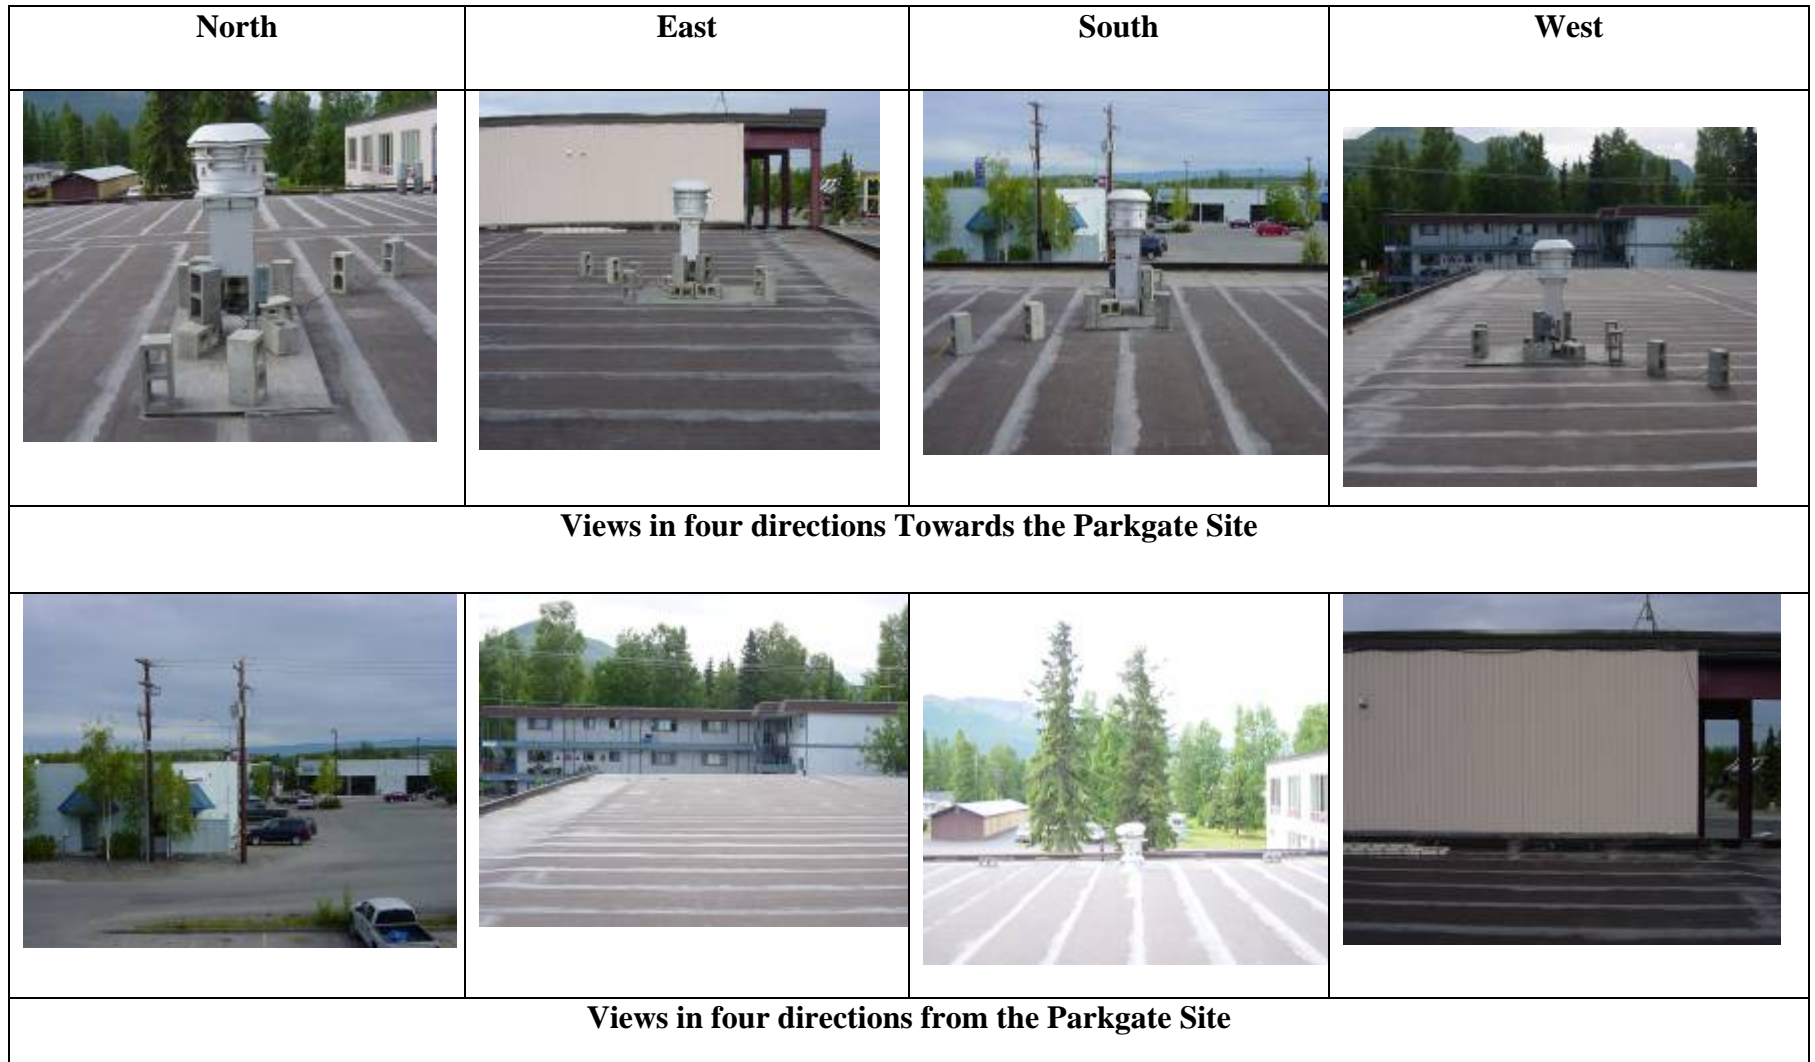 North East South West
Views in four directions Towards the Parkgate Site
Views in four directions from the Parkgate Site